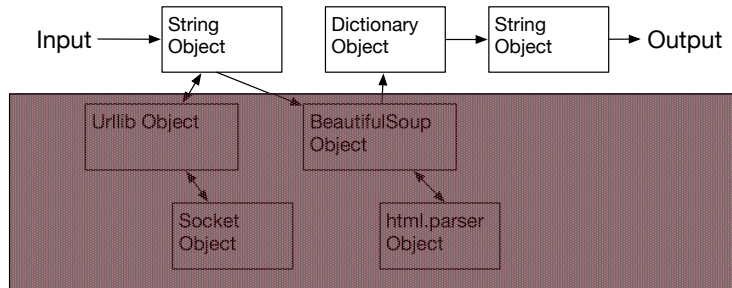 Input
String
Object
Dictionary
Object
String
Object
Output
Urllib Object
BeautifulSoup
Object
Socket
Object
html.parser
Object